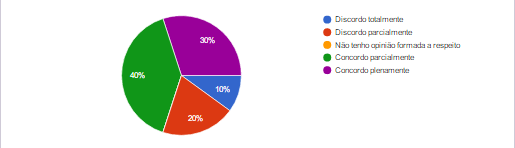 30%
40%
10%
20%
Discordo totalmente
Discordo parcialmente
Não tenho opinião formada a respeito
Concordo parcialmente
Concordo plenamente